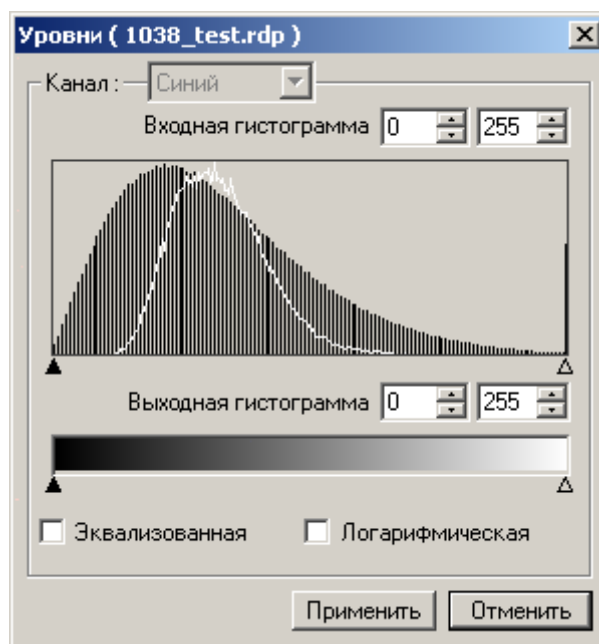 Уровни ( 1038_test.rdp )
Канал : Синий
Входная гистограмма 0 255
Выходная гистограмма 0 255
Эквализованная Логарифмическая
Применить Отменить